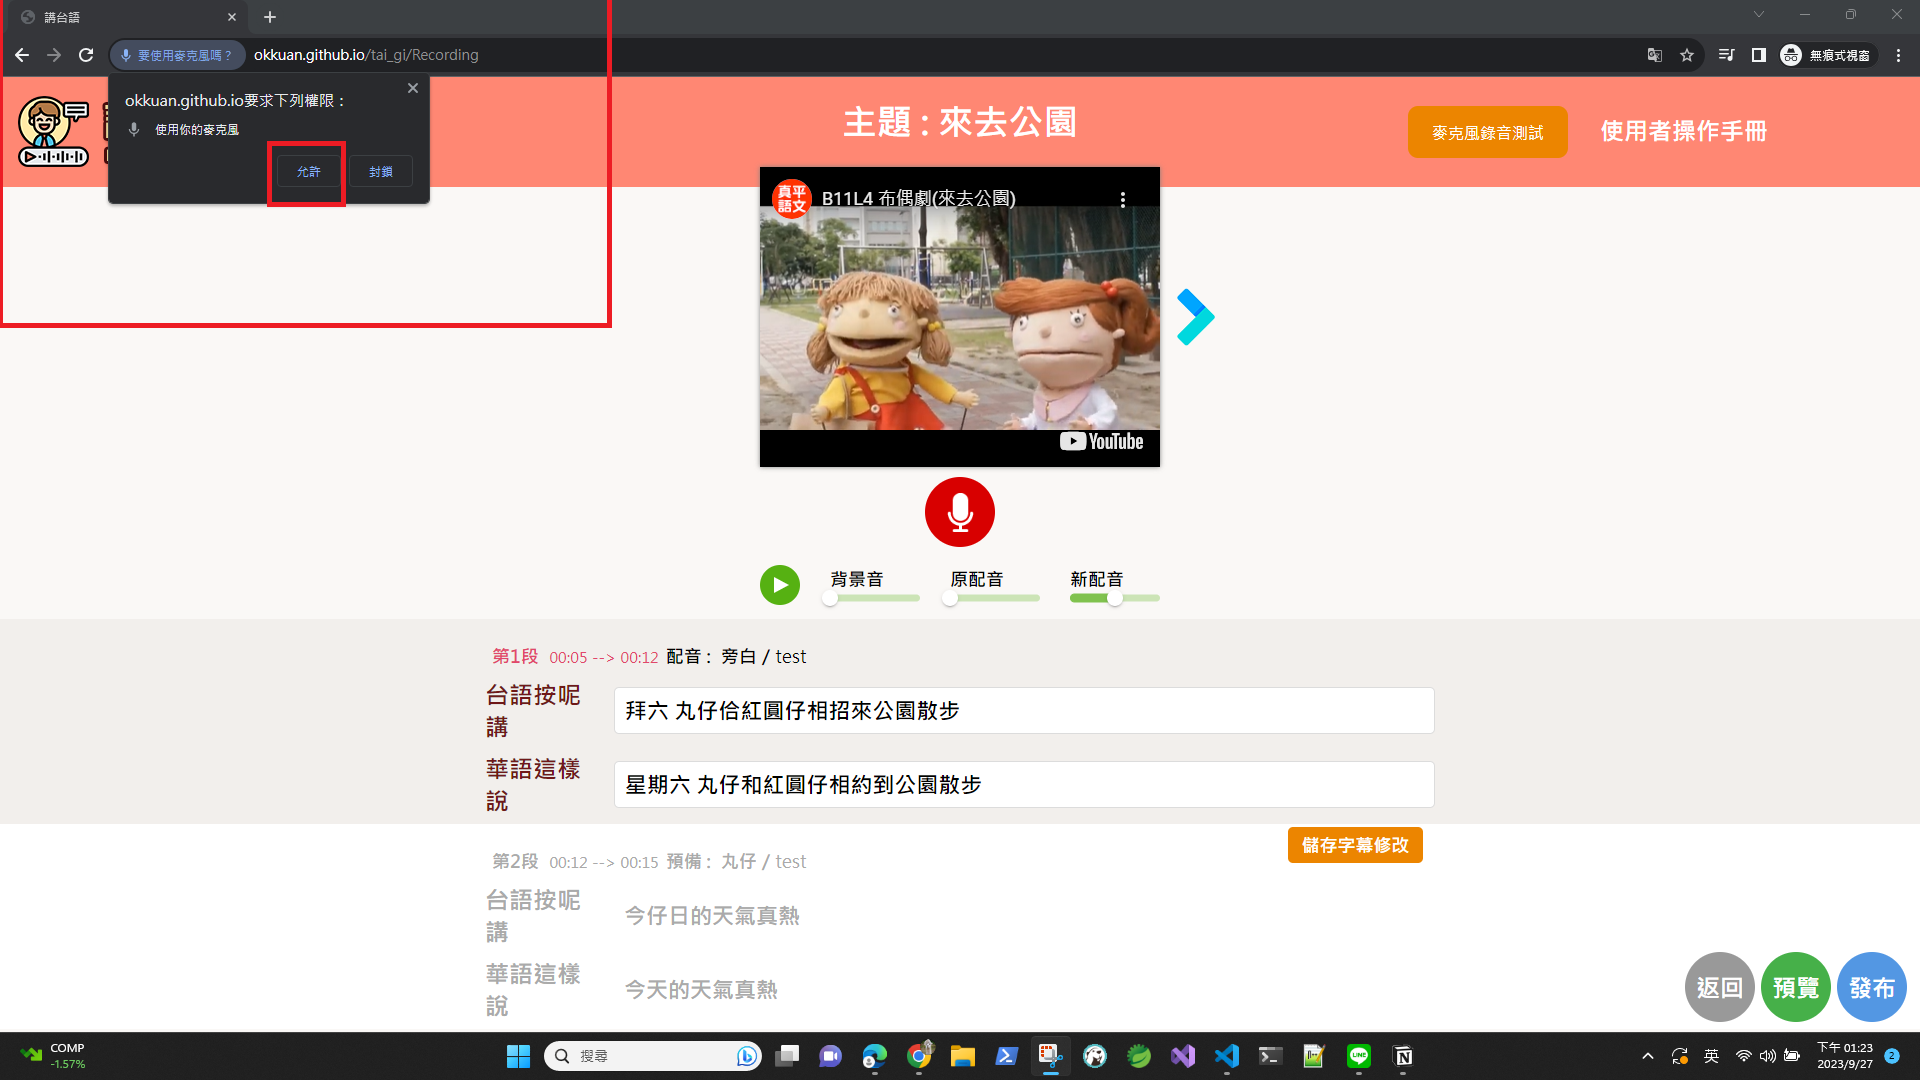 講台語
要使用麥克風嗎？
okkuan.github.io/tai_gi/Recording
無痕式視窗
okkuan.github.io要求下列權限：
使用你的麥克風
允許
封鎖
主題 : 來去公園
麥克風錄音測試
使用者操作手冊
真平
語文
B11L4 布偶劇(來去公園)
YouTube
背景音
原配音
新配音
第1段 00:05 --> 00:12 配音 : 旁白 / test
台語按呢
講
拜六 丸仔佮紅圓仔相招來公園散步
華語這樣
說
星期六 丸仔和紅圓仔相約到公園散步
儲存字幕修改
第2段 00:12 --> 00:15 預備 : 丸仔 / test
台語按呢
講
今仔日的天氣真熱
華語這樣
說
今天的天氣真熱
返回
預覽
發布
COMP
-1.57%
搜尋
英
下午 01:23
2023/9/27
2